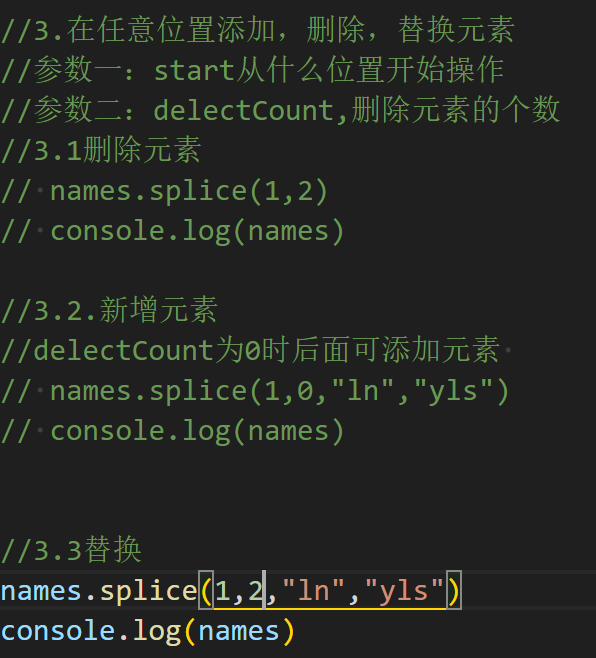 //3.在任意位置添加，删除，替换元素
//参数一：start从什么位置开始操作
//参数二：delectCount,删除元素的个数
//3.1删除元素
// names.splice(1,2)
// console.log(names)
//3.2.新增元素
//delectCount为0时后面可添加元素
// names.splice(1,0,"ln","yls")
// console.log(names)
//3.3替换
names.splice(1,2,"ln","yls")
console.log(names)